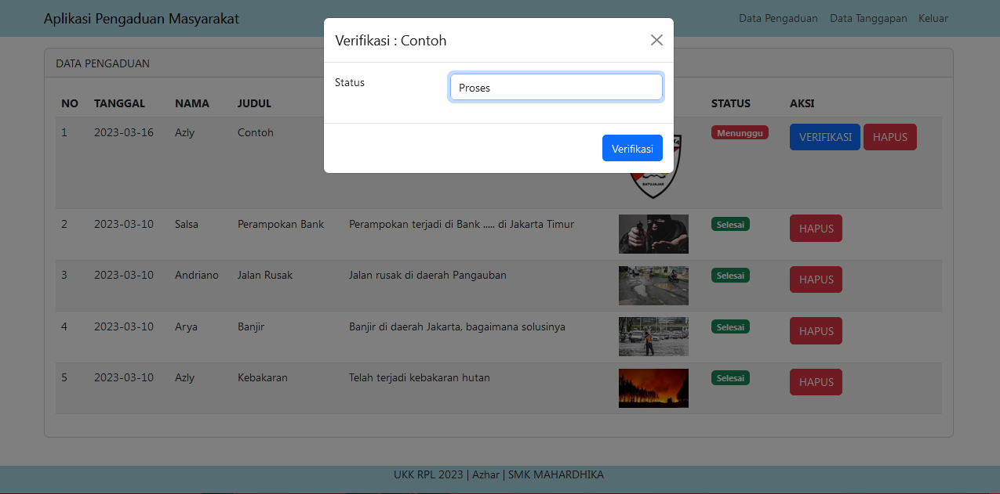 Aplikasi Pengaduan Masyarakat
Data Pengaduan Data Tanggapan Keluar
Verifikasi : Contoh
Status Proses
Verifikasi
DATA PENGADUAN
NO TANGGAL NAMA JUDUL STATUS AKSI
1 2023-03-16 Azly Contoh Menunggu VERIFIKASI HAPUS
BATUJAJAR
2 2023-03-10 Salsa Perampokan Bank Perampokan terjadi di Bank ..... di Jakarta Timur Selesai HAPUS
3 2023-03-10 Andriano Jalan Rusak Jalan rusak di daerah Pangauban Selesai HAPUS
4 2023-03-10 Arya Banjir Banjir di daerah Jakarta, bagaimana solusinya Selesai HAPUS
5 2023-03-10 Azly Kebakaran Telah terjadi kebakaran hutan Selesai HAPUS
UKK RPL 2023 | Azhar | SMK MAHARDHIKA